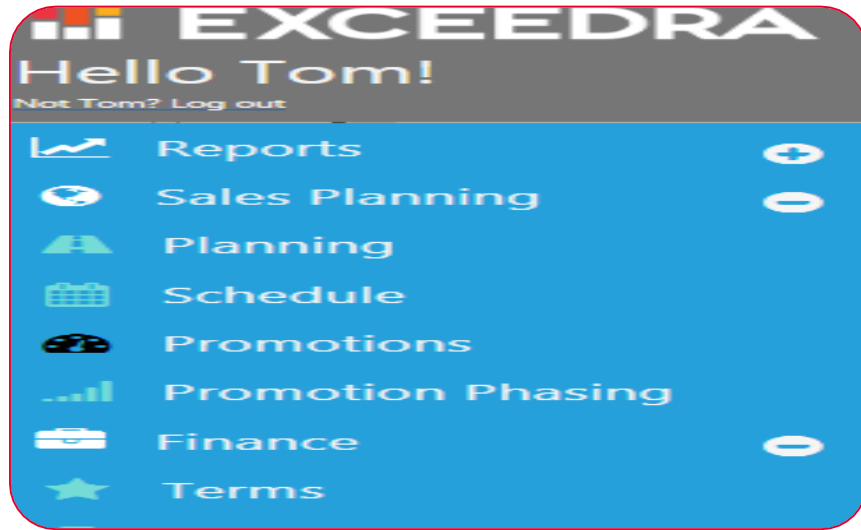 EXCEEDRA
Hello Tom!
Not Tom? Log out
Reports
Sales Planning
Planning
Schedule
Promotions
Promotion Phasing
Finance
Terms